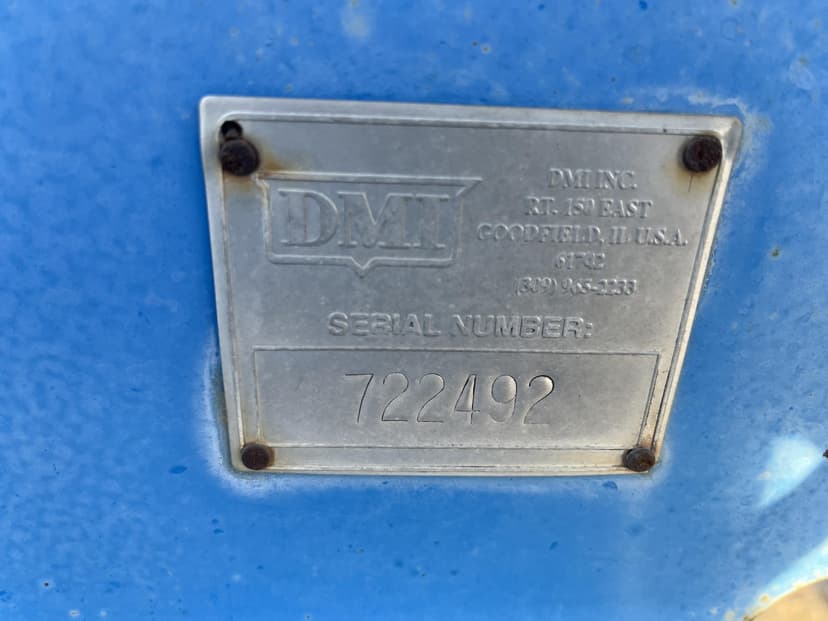 DMI
DMI INC.
RT. 150 EAST
GOODFIELD, IL U.S.A.
61742
(309) 965-2233
SERIAL NUMBER:
722492